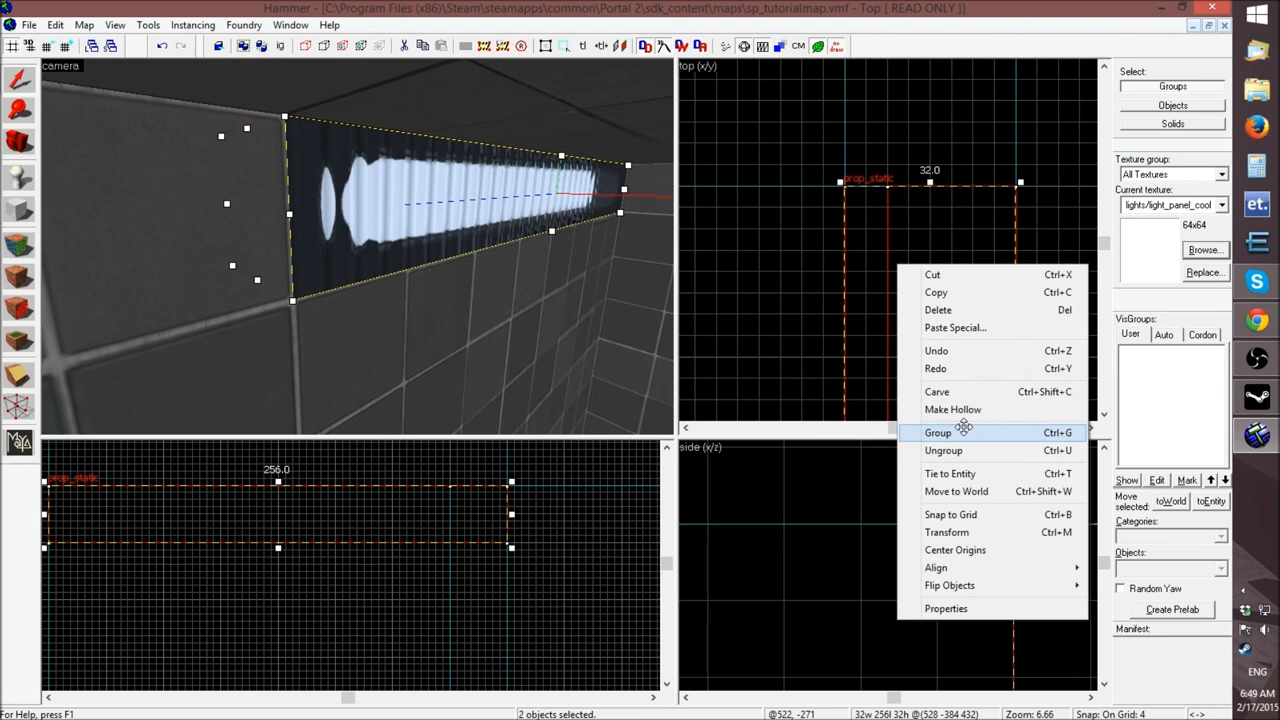 Hammer - [C:\Program Files (x86)\Steam\steamapps\common\Portal 2\sdk_content\maps\sp_tutorialmap.vmf - Top [ READ ONLY ]]
File Edit Map View Tools Instancing Foundry Window Help
CM
camera
top (x/y)
prop_static
32.0
prop_static
256.0
side (x/z)
Cut Ctrl+X
Copy Ctrl+C
Delete Del
Paste Special...
Undo Ctrl+Z
Redo Ctrl+Y
Carve Ctrl+Shift+C
Make Hollow
Group Ctrl+G
Ungroup Ctrl+U
Tie to Entity Ctrl+T
Move to World Ctrl+Shift+W
Snap to Grid Ctrl+B
Transform Ctrl+M
Center Origins
Align
Flip Objects
Properties
Select:
Groups
Objects
Solids
Texture group:
All Textures
Current texture:
lights/light_panel_cool
64x64
Browse...
Replace...
VisGroups:
User Auto Cordon
Show Edit Mark
Move selected: toWorld toEntity
Categories:
Objects:
Random Yaw
Create Prefab
Manifest:
et.
ENG
6:49 AM
2/17/2015
For Help, press F1
2 objects selected.
@522, -271
32w 256l 32h @(528 -384 432)
Zoom: 6.66
Snap: On Grid: 4
<->